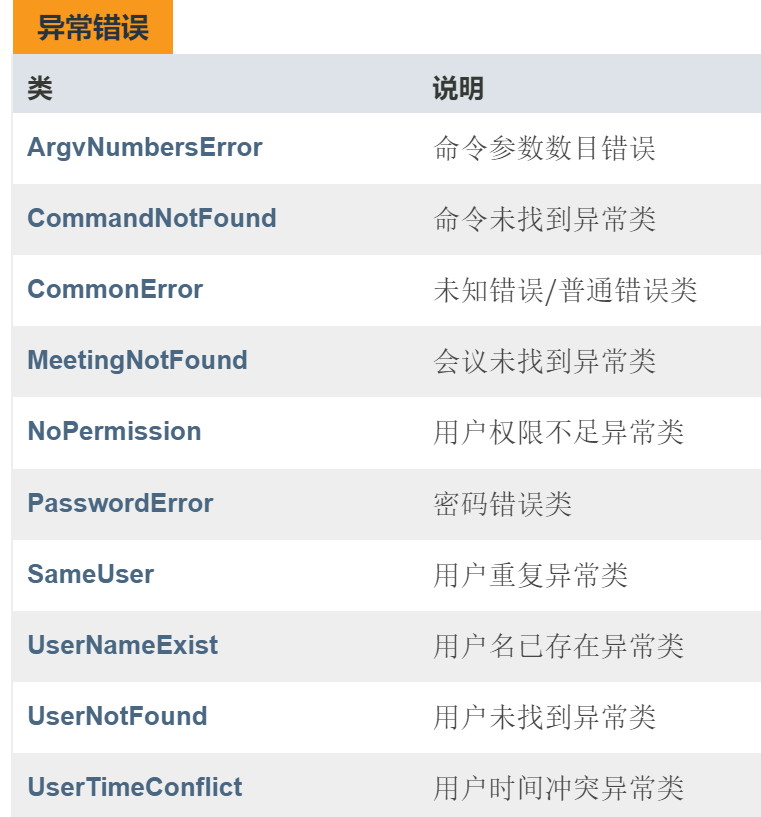 异常错误
类 说明
ArgvNumbersError 命令参数数目错误
CommandNotFound 命令未找到异常类
CommonError 未知错误/普通错误类
MeetingNotFound 会议未找到异常类
NoPermission 用户权限不足异常类
PasswordError 密码错误类
SameUser 用户重复异常类
UserNameExist 用户名已存在异常类
UserNotFound 用户未找到异常类
UserTimeConflict 用户时间冲突异常类